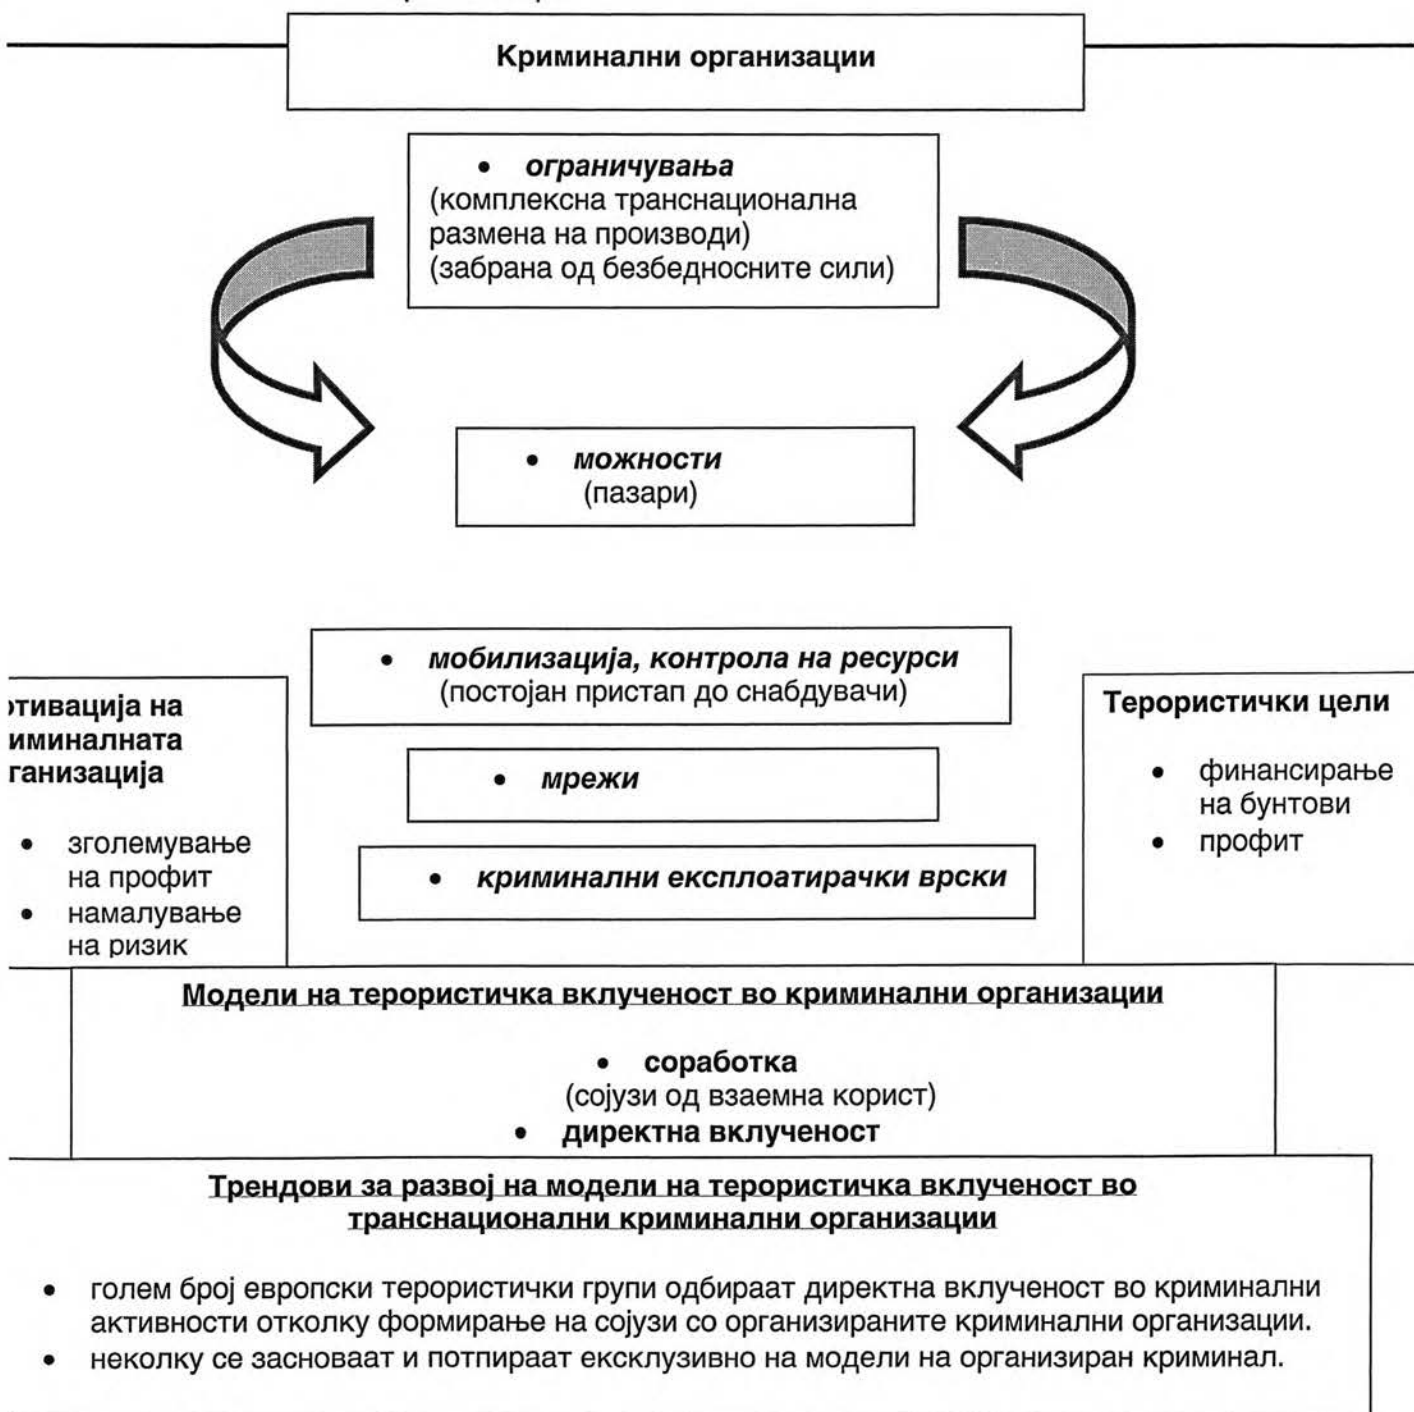 Криминални организации
• ограничувања
(комплексна транснационална
размена на производи)
(забрана од безбедносните сили)
• можности
(пазари)
• мобилизација, контрола на ресурси
(постојан пристап до снабдувачи)
• мрежи
• криминални експлоатирачки врски
отивација на
иминалната
ганизација
• зголемување
на профит
• намалување
на ризик
Терористички цели
• финансирање
на бунтови
• профит
Модели на терористичка вклученост во криминални организации
• соработка
(сојузи од взаемна корист)
• директна вклученост
Трендови за развој на модели на терористичка вклученост во
транснационални криминални организации
• голем број европски терористички групи одбираат директна вклученост во криминални
активности отколку формирање на сојузи со организираните криминални организации.
• неколку се засноваат и потпираат ексклузивно на модели на организиран криминал.